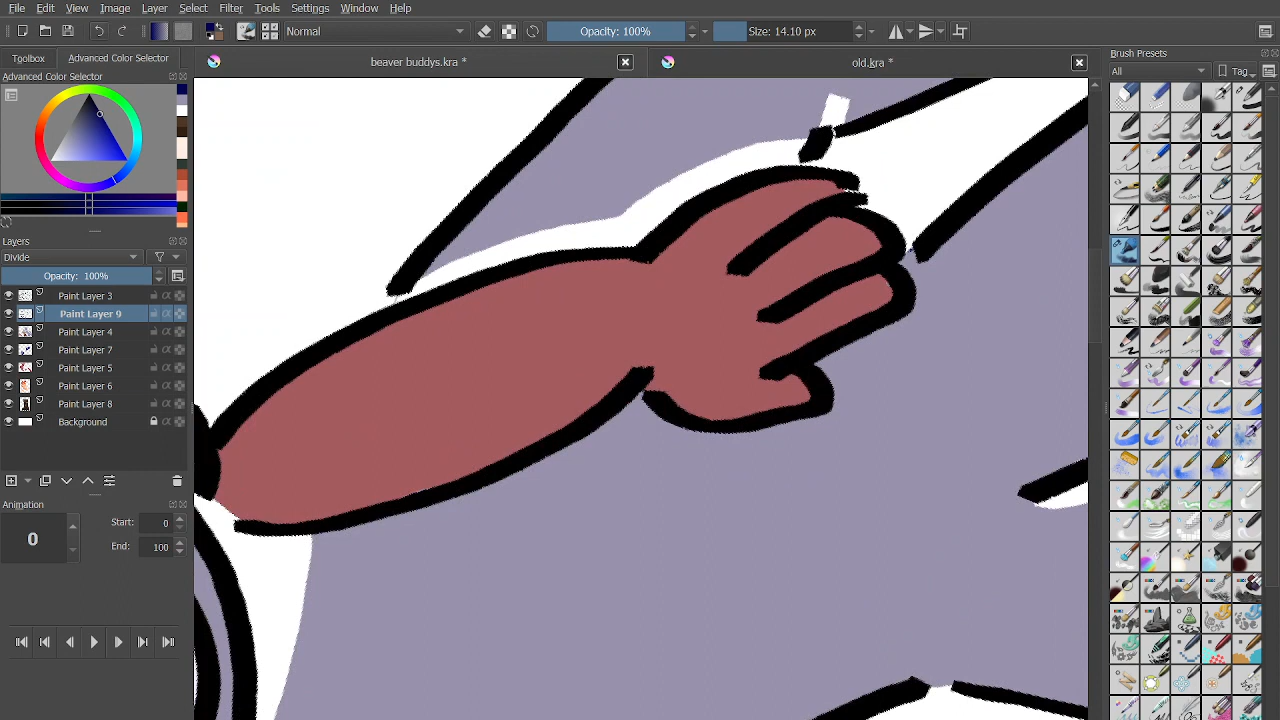 File Edit View Image Layer Select Filter Tools Settings Window Help
Normal Opacity: 100% Size: 14.10 px
Toolbox Advanced Color Selector beaver buddys.kra * old.kra * Brush Presets
Advanced Color Selector All Tag
Layers
Divide
Opacity: 100%
Paint Layer 3
Paint Layer 9
Paint Layer 4
Paint Layer 7
Paint Layer 5
Paint Layer 6
Paint Layer 8
Background
Animation
Start: 0
0
End: 100